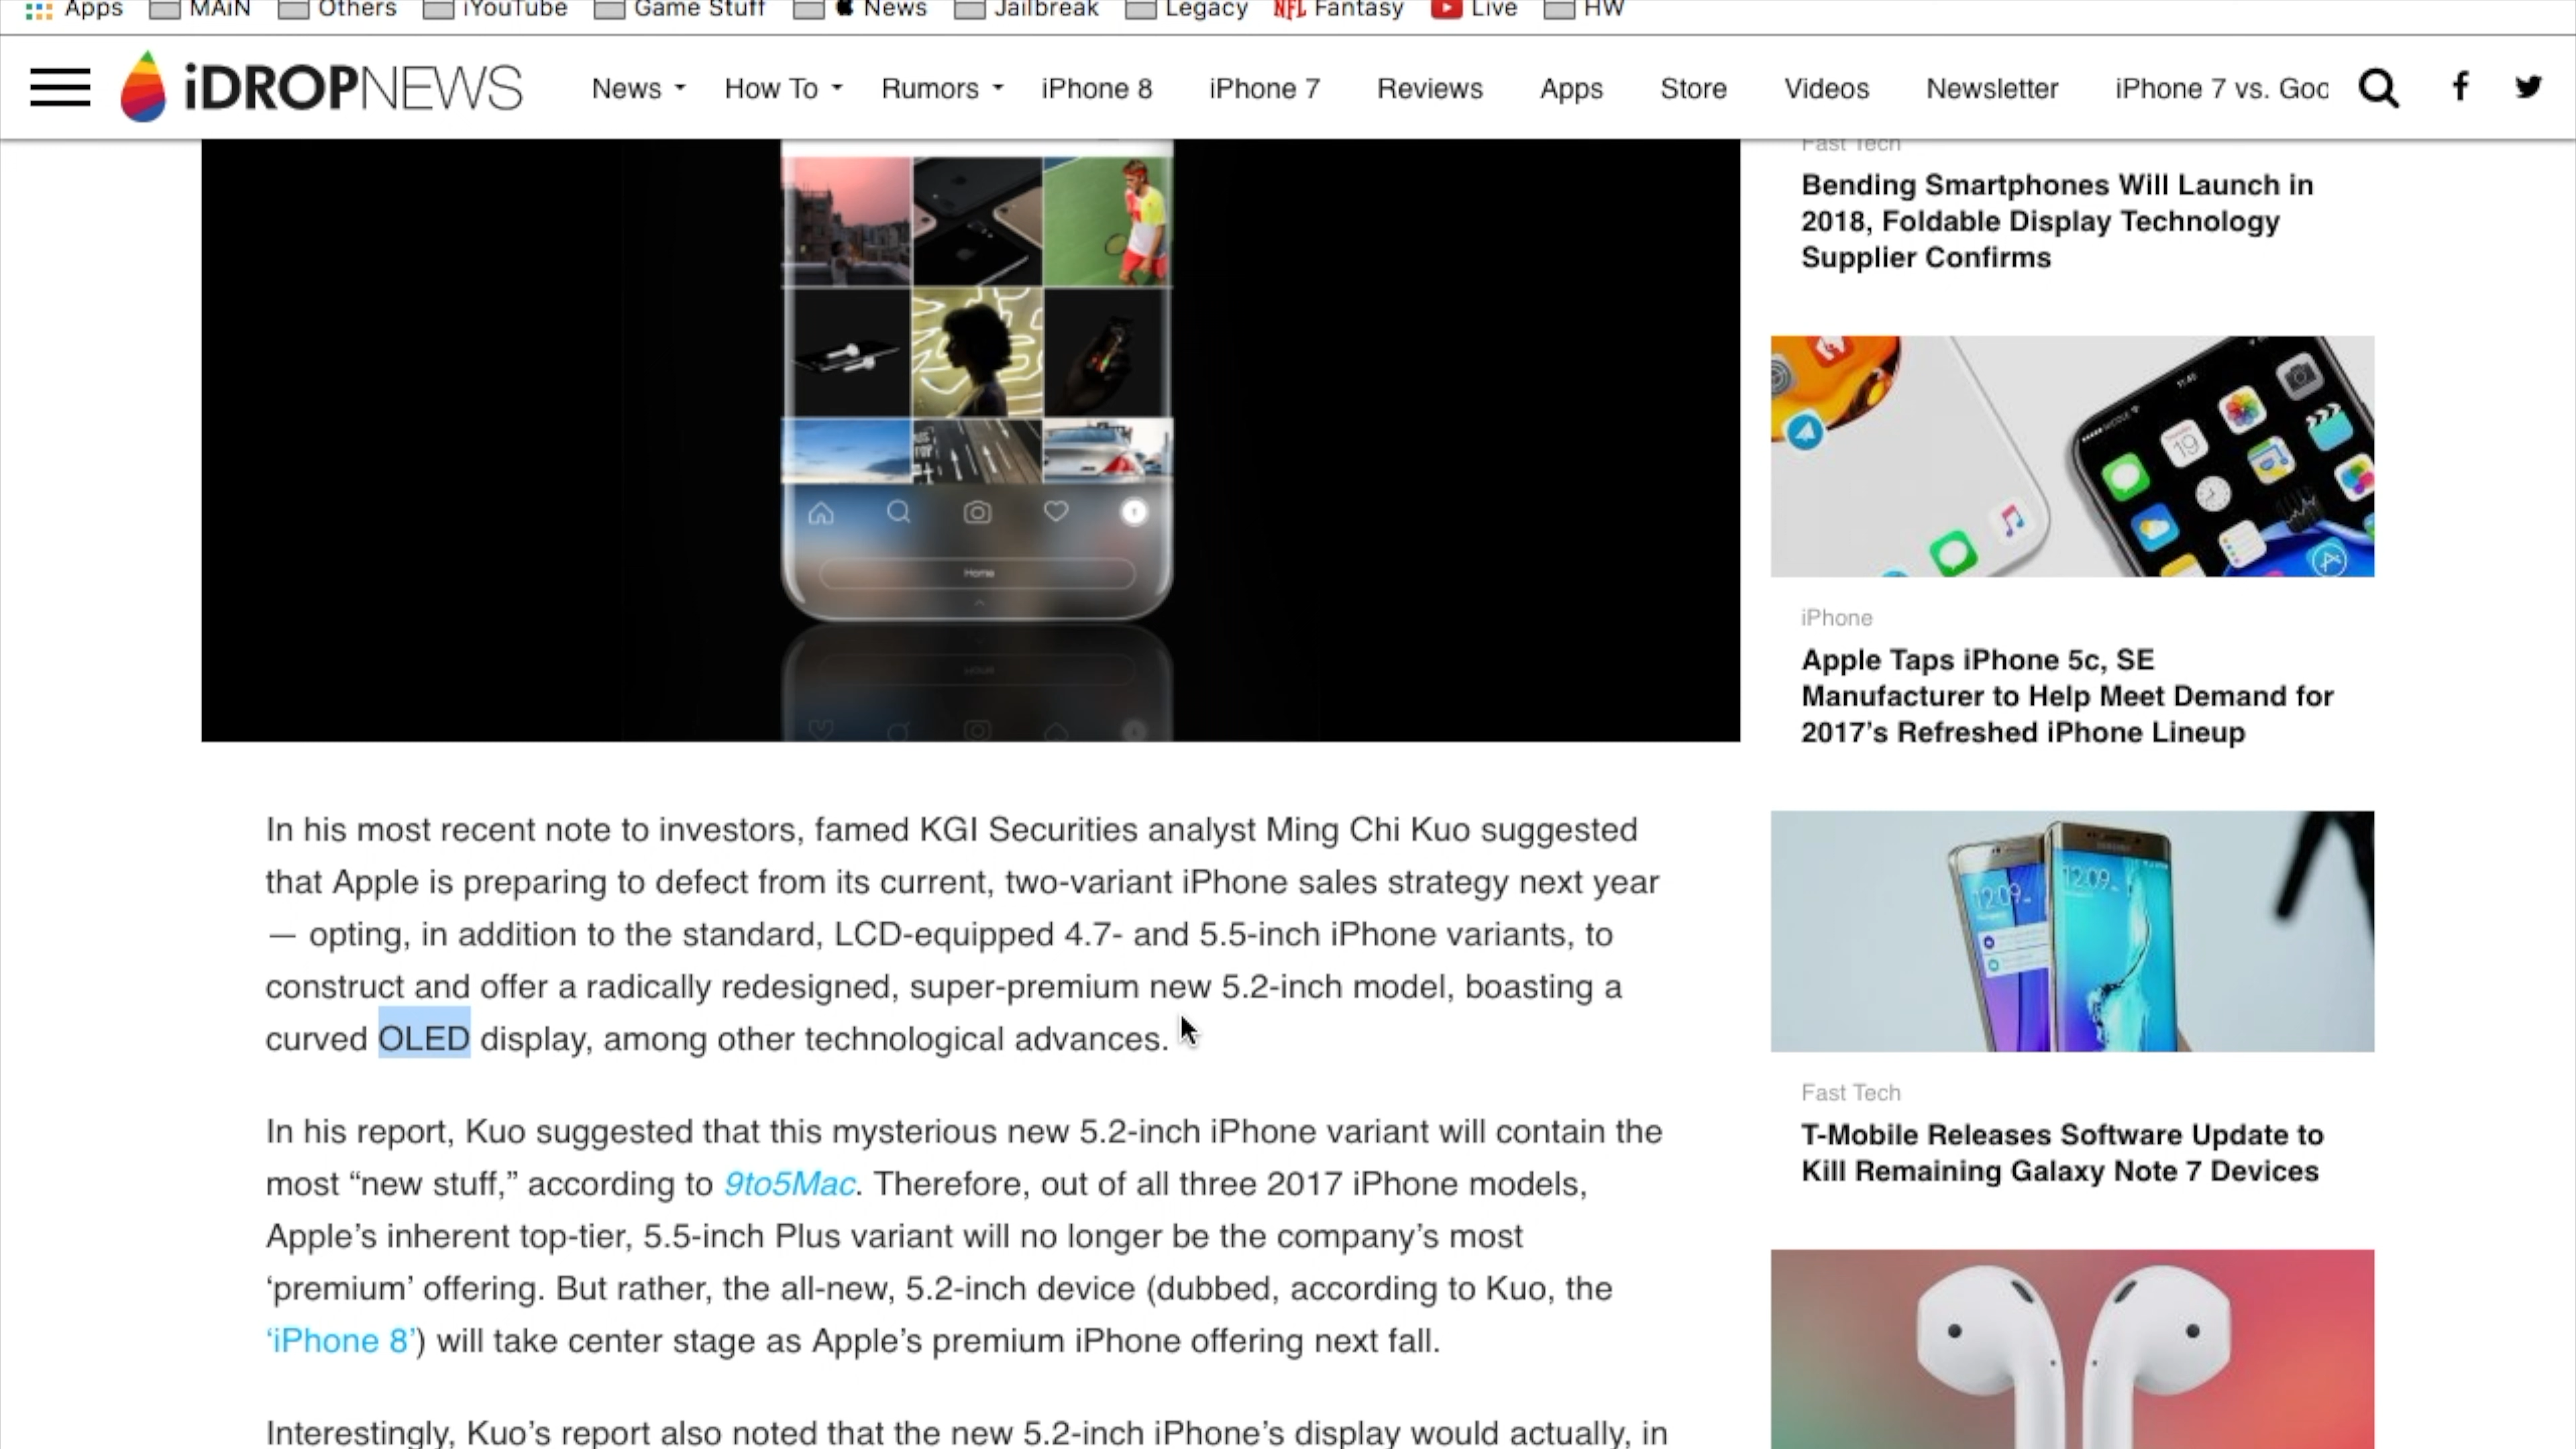 Apps MAiN Others iYouTube Game Stuff News Jailbreak Legacy NFL Fantasy Live HW
iDROPNEWS News How To Rumors iPhone 8 iPhone 7 Reviews Apps Store Videos Newsletter iPhone 7 vs. Goo
Home
In his most recent note to investors, famed KGI Securities analyst Ming Chi Kuo suggested
that Apple is preparing to defect from its current, two-variant iPhone sales strategy next year
— opting, in addition to the standard, LCD-equipped 4.7- and 5.5-inch iPhone variants, to
construct and offer a radically redesigned, super-premium new 5.2-inch model, boasting a
curved OLED display, among other technological advances.
In his report, Kuo suggested that this mysterious new 5.2-inch iPhone variant will contain the
most “new stuff,” according to 9to5Mac. Therefore, out of all three 2017 iPhone models,
Apple’s inherent top-tier, 5.5-inch Plus variant will no longer be the company’s most
‘premium’ offering. But rather, the all-new, 5.2-inch device (dubbed, according to Kuo, the
‘iPhone 8’) will take center stage as Apple’s premium iPhone offering next fall.
Interestingly, Kuo’s report also noted that the new 5.2-inch iPhone’s display would actually, in
Fast Tech
Bending Smartphones Will Launch in
2018, Foldable Display Technology
Supplier Confirms
11:45
19
iPhone
Apple Taps iPhone 5c, SE
Manufacturer to Help Meet Demand for
2017’s Refreshed iPhone Lineup
12:09
12:09
Fast Tech
T-Mobile Releases Software Update to
Kill Remaining Galaxy Note 7 Devices